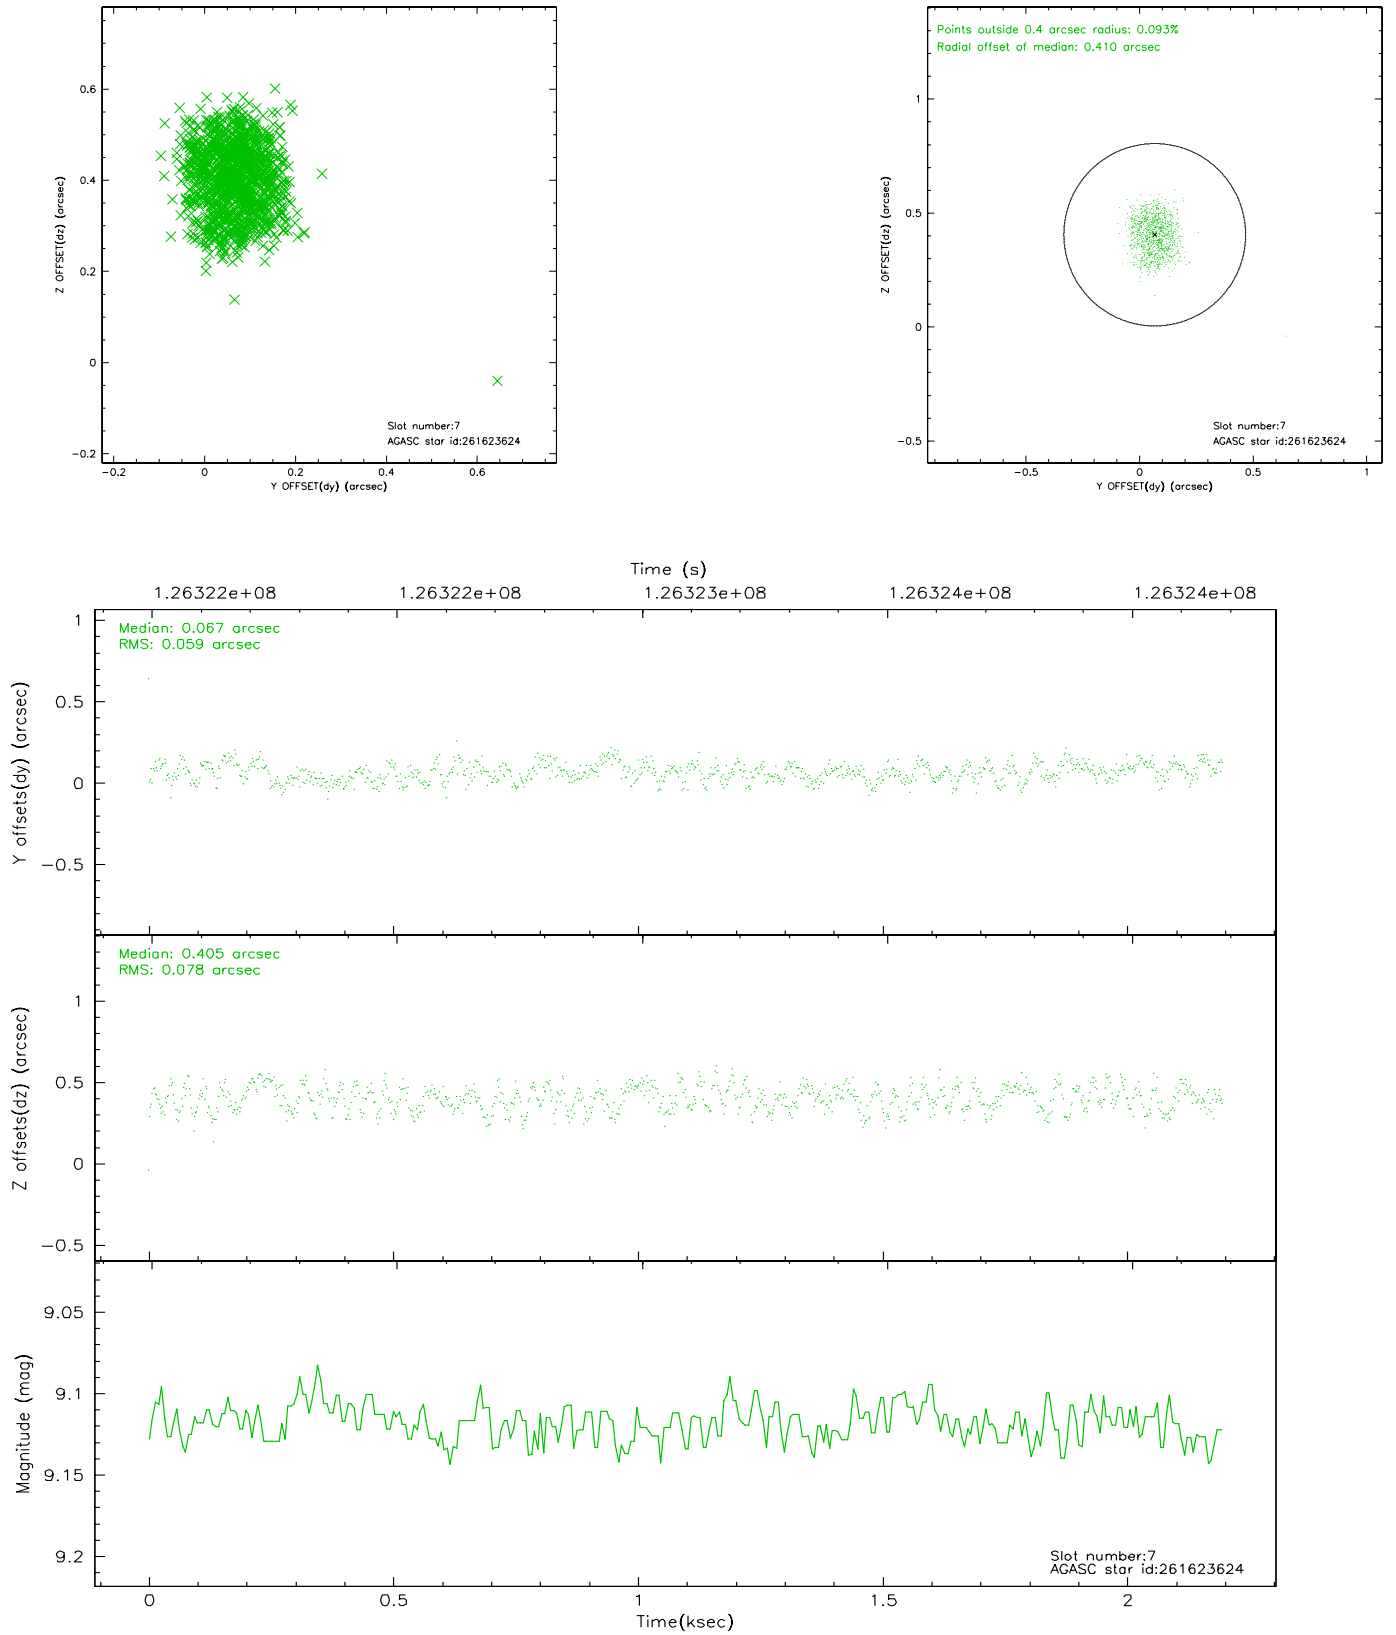 0.6
0.4
0.2
0
−0.2
−0.2 0 0.2 0.4 0.6
Z OFFSET(dz) (arcsec)
Y OFFSET(dy) (arcsec)
Slot number:7
AGASC star id:261623624
Points outside 0.4 arcsec radius: 0.093%
Radial offset of median: 0.410 arcsec
1
0.5
0
−0.5
−0.5 0 0.5 1
Z OFFSET(dz) (arcsec)
Y OFFSET(dy) (arcsec)
Slot number:7
AGASC star id:261623624
Time (s)
1.26322e+08 1.26322e+08 1.26323e+08 1.26324e+08 1.26324e+08
Median: 0.067 arcsec
RMS: 0.059 arcsec
1
0.5
0
−0.5
Y offsets(dy) (arcsec)
Median: 0.405 arcsec
RMS: 0.078 arcsec
1
0.5
0
−0.5
Z offsets(dz) (arcsec)
9.05
9.1
9.15
9.2
Magnitude (mag)
Slot number:7
AGASC star id:261623624
0 0.5 1 1.5 2
Time(ksec)